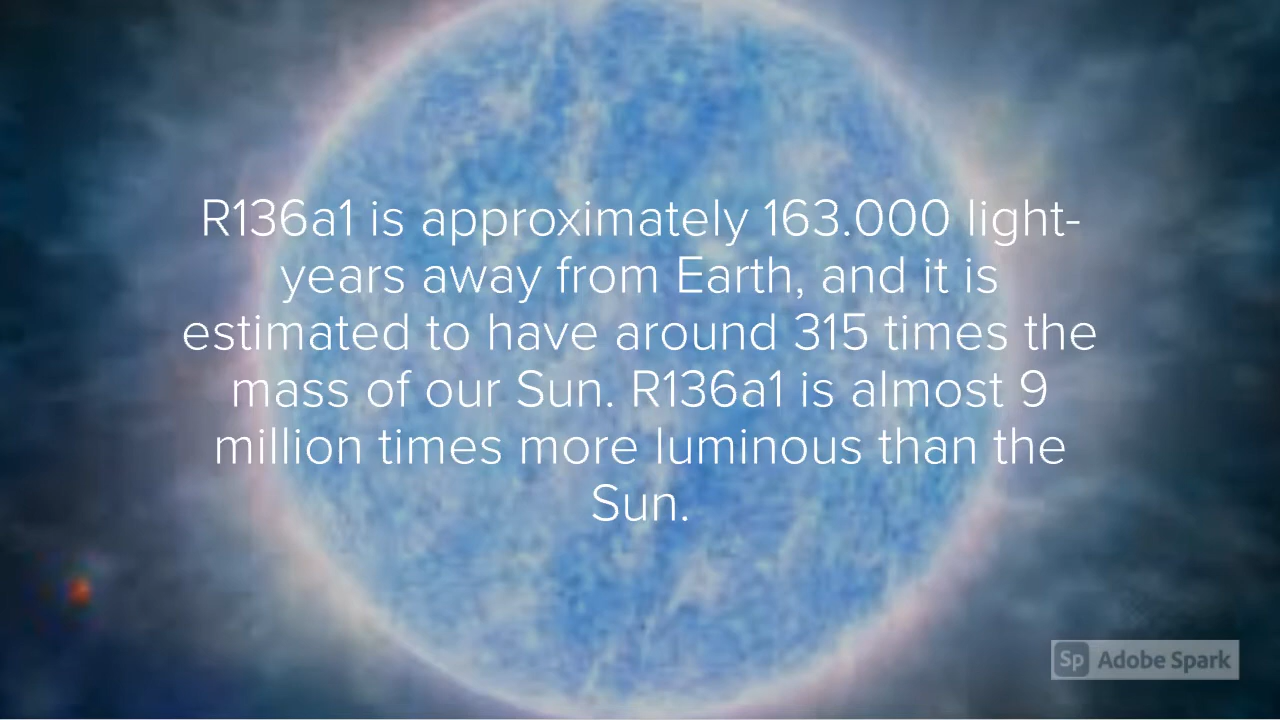 R136a1 is approximately 163.000 light-
years away from Earth, and it is
estimated to have around 315 times the
mass of our Sun. R136a1 is almost 9
million times more luminous than the
Sun.
Sp Adobe Spark